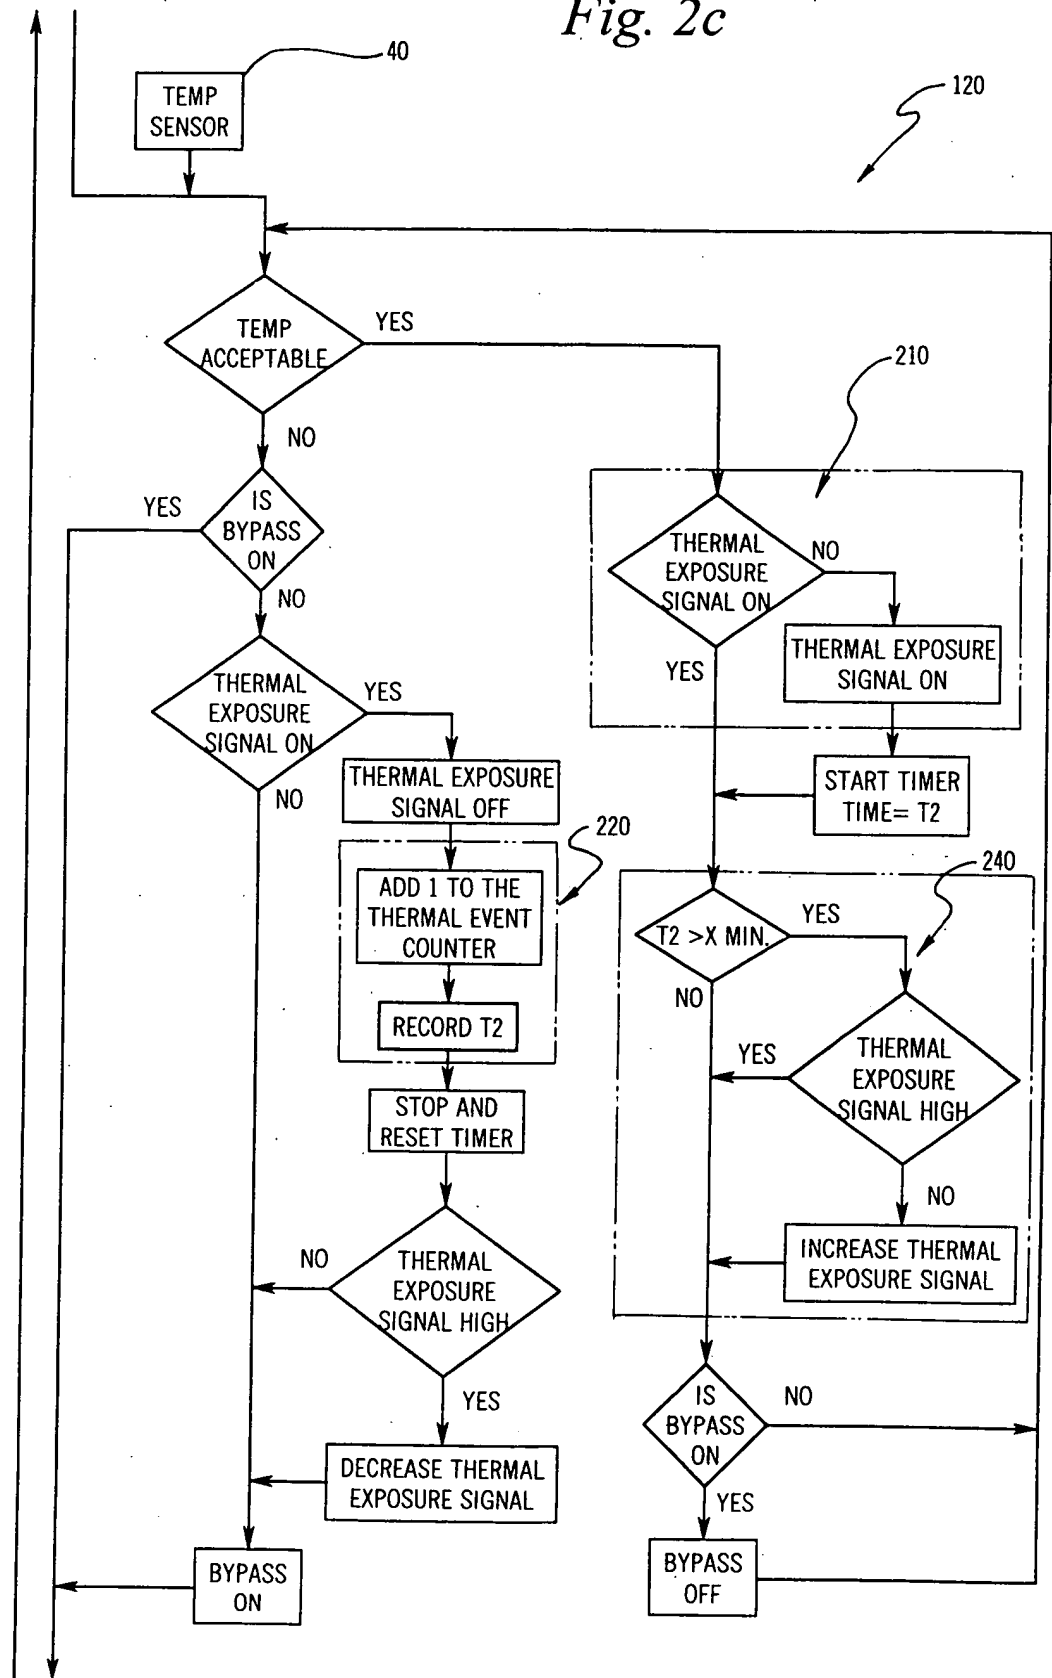 Fig. 2c
40
TEMP
SENSOR
120
TEMP
ACCEPTABLE
YES
NO
210
IS
BYPASS
ON
YES
NO
THERMAL
EXPOSURE
SIGNAL ON
NO
YES
THERMAL EXPOSURE
SIGNAL ON
START TIMER
TIME= T2
THERMAL
EXPOSURE
SIGNAL ON
YES
NO
THERMAL EXPOSURE
SIGNAL OFF
220
ADD 1 TO THE
THERMAL EVENT
COUNTER
RECORD T2
STOP AND
RESET TIMER
240
T2 >X MIN.
YES
NO
THERMAL
EXPOSURE
SIGNAL HIGH
YES
NO
INCREASE THERMAL
EXPOSURE SIGNAL
THERMAL
EXPOSURE
SIGNAL HIGH
NO
YES
DECREASE THERMAL
EXPOSURE SIGNAL
IS
BYPASS
ON
NO
YES
BYPASS
ON
BYPASS
OFF